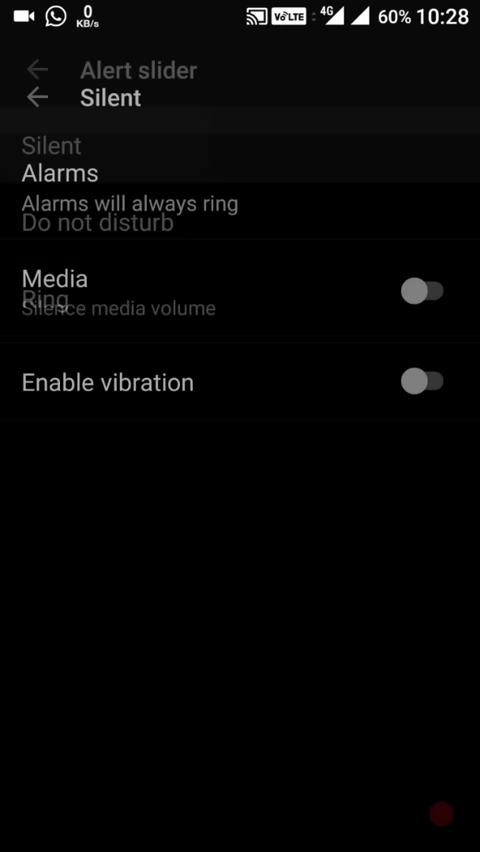 0
KB/s
VoLTE
4G
60% 10:28
Alert slider
Silent
Silent
Alarms
Alarms will always ring
Do not disturb
Media
Ring
Silence media volume
Enable vibration